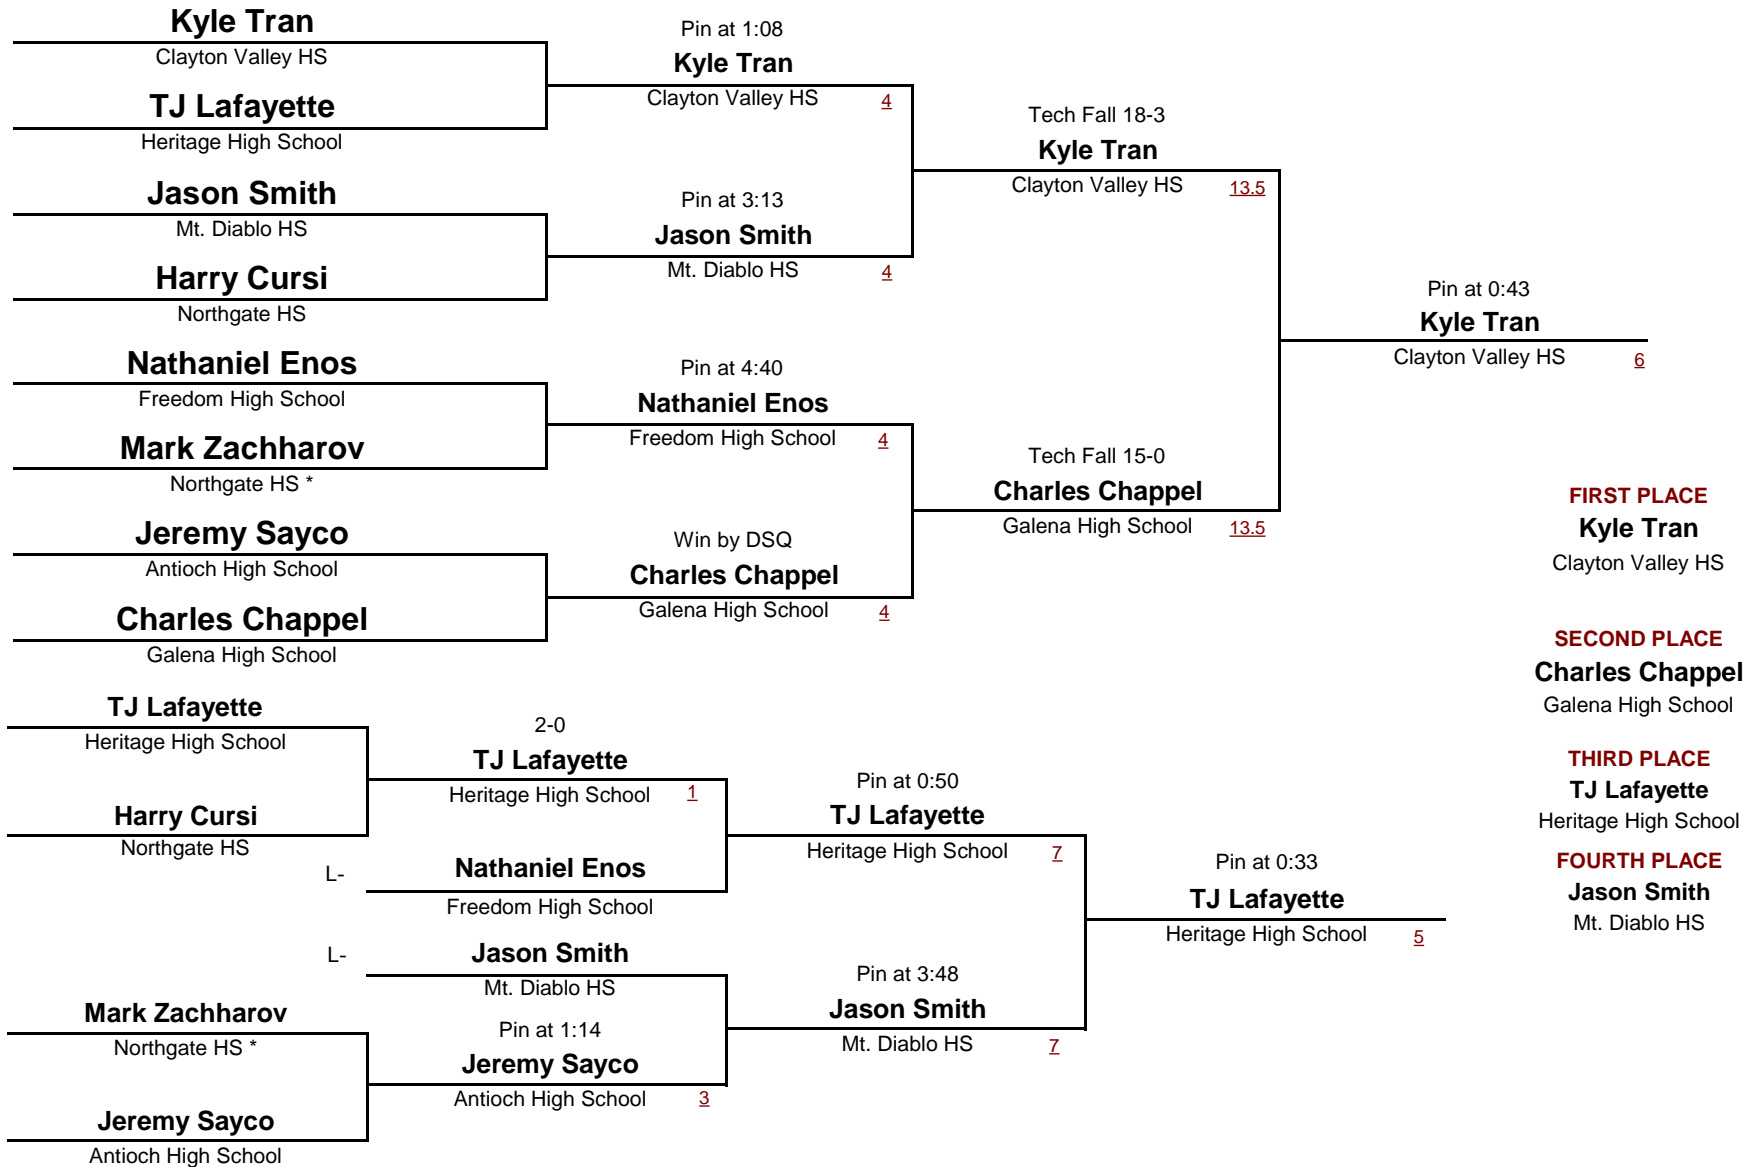 Kyle Tran
Clayton Valley HS
TJ Lafayette
Heritage High School
Jason Smith
Mt. Diablo HS
Harry Cursi
Northgate HS
Nathaniel Enos
Freedom High School
Mark Zachharov
Northgate HS *
Jeremy Sayco
Antioch High School
Charles Chappel
Galena High School
Pin at 1:08
Kyle Tran
Clayton Valley HS 4
Pin at 3:13
Jason Smith
Mt. Diablo HS 4
Pin at 4:40
Nathaniel Enos
Freedom High School 4
Win by DSQ
Charles Chappel
Galena High School 4
Tech Fall 18-3
Kyle Tran
Clayton Valley HS 13.5
Tech Fall 15-0
Charles Chappel
Galena High School 13.5
Pin at 0:43
Kyle Tran
Clayton Valley HS 6
FIRST PLACE
Kyle Tran
Clayton Valley HS
SECOND PLACE
Charles Chappel
Galena High School
THIRD PLACE
TJ Lafayette
Heritage High School
FOURTH PLACE
Jason Smith
Mt. Diablo HS
TJ Lafayette
Heritage High School
Harry Cursi
Northgate HS
Mark Zachharov
Northgate HS *
Jeremy Sayco
Antioch High School
2-0
TJ Lafayette
Heritage High School 1
L-
Nathaniel Enos
Freedom High School
L-
Jason Smith
Mt. Diablo HS
Pin at 1:14
Jeremy Sayco
Antioch High School 3
Pin at 0:50
TJ Lafayette
Heritage High School 7
Pin at 3:48
Jason Smith
Mt. Diablo HS 7
Pin at 0:33
TJ Lafayette
Heritage High School 5